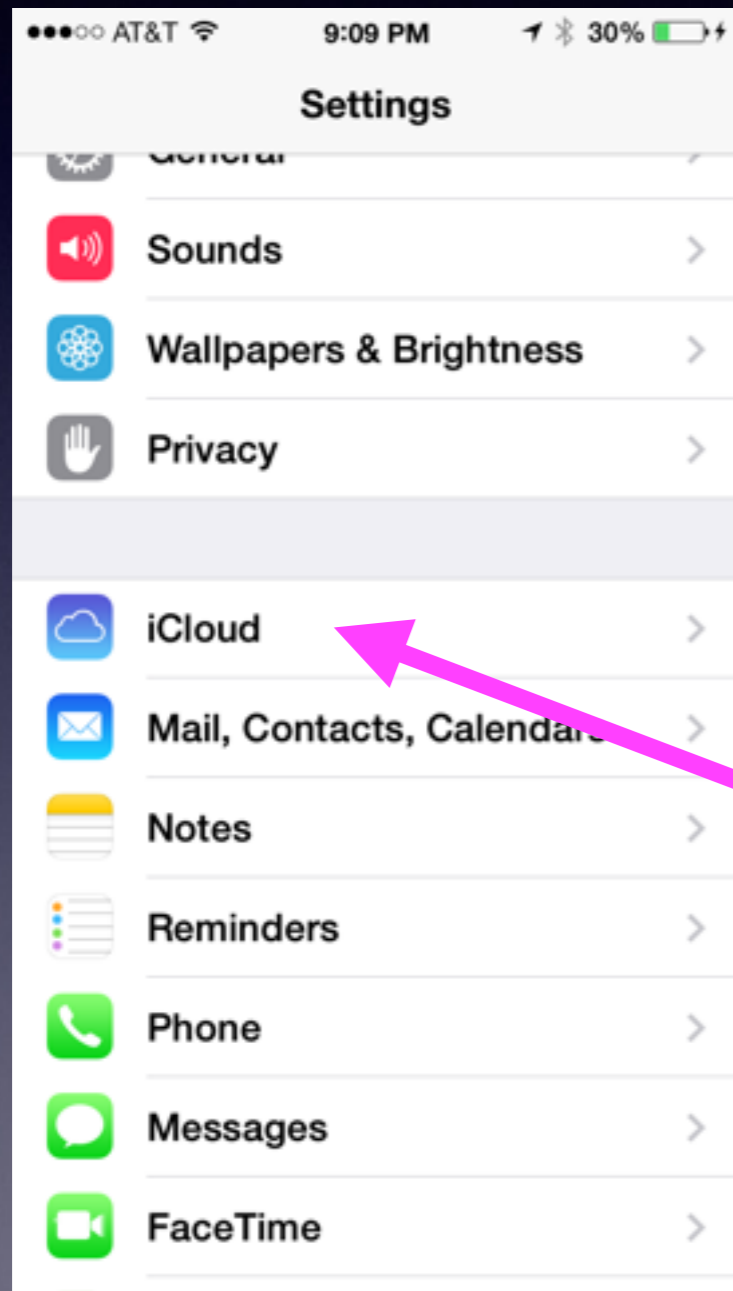 AT&T 9:09 PM 30%
Settings
General
Sounds
Wallpapers & Brightness
Privacy
iCloud
Mail, Contacts, Calendars
Notes
Reminders
Phone
Messages
FaceTime